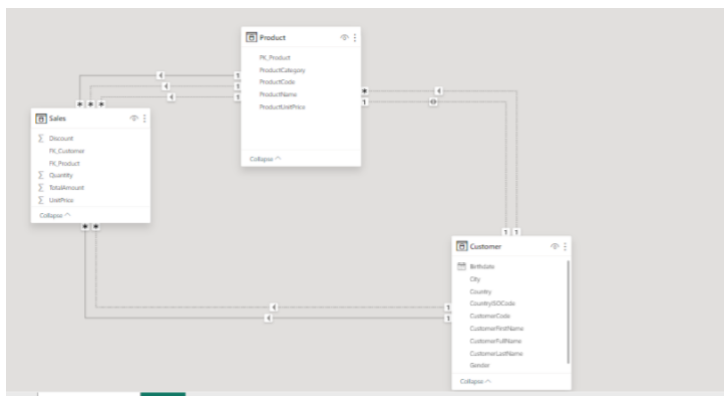 Product
PK_Product
ProductCategory
ProductCode
ProductName
ProductUnitPrice
Collapse
Sales
Discount
FK_Customer
FK_Product
Quantity
TotalAmount
UnitPrice
Collapse
Customer
Birthdate
City
Country
CountryISOCode
CustomerCode
CustomerFirstName
CustomerFullName
CustomerLastName
Gender
Collapse